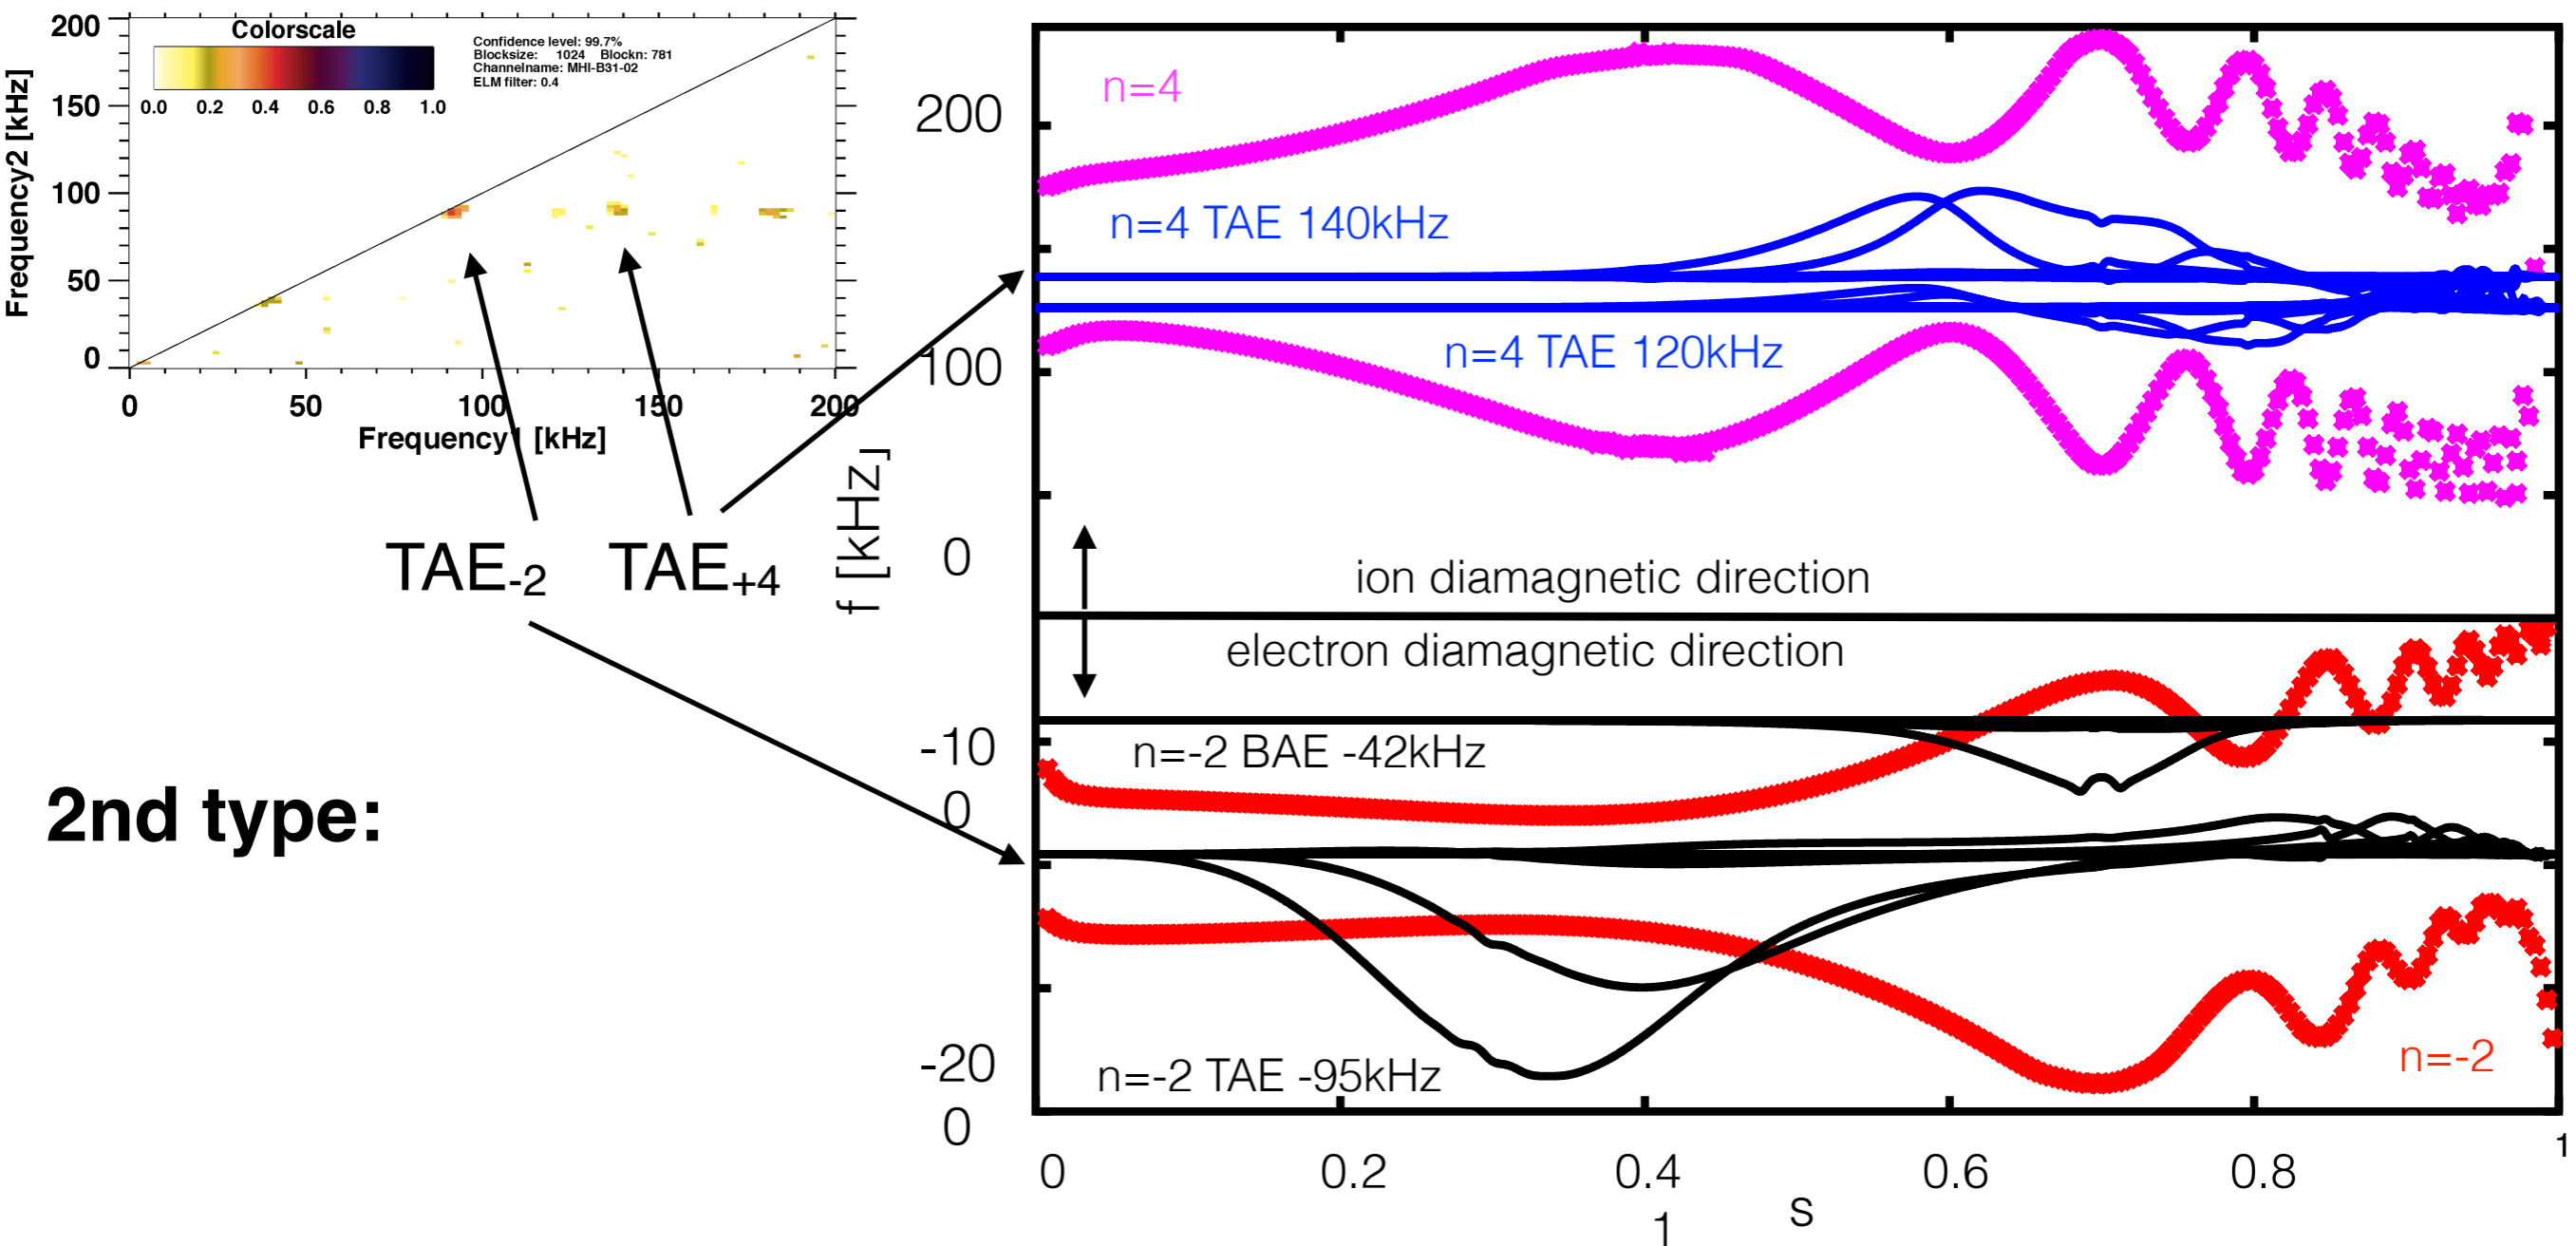 200
150
100
50
0
Frequency2 [kHz]
Colorscale
0.0 0.2 0.4 0.6 0.8 1.0
Confidence level: 99.7%
Blocksize: 1024 Blockn: 781
Channelname: MHI-B31-02
ELM filter: 0.4
0 50 100 150 200
Frequency1 [kHz]
TAE-2 TAE+4
2nd type:
f [kHz]
200
100
0
-10
0
-20
0
n=4
n=4 TAE 140kHz
n=4 TAE 120kHz
ion diamagnetic direction
electron diamagnetic direction
n=-2 BAE -42kHz
n=-2 TAE -95kHz
n=-2
0 0.2 0.4 0.6 0.8 1
s
1